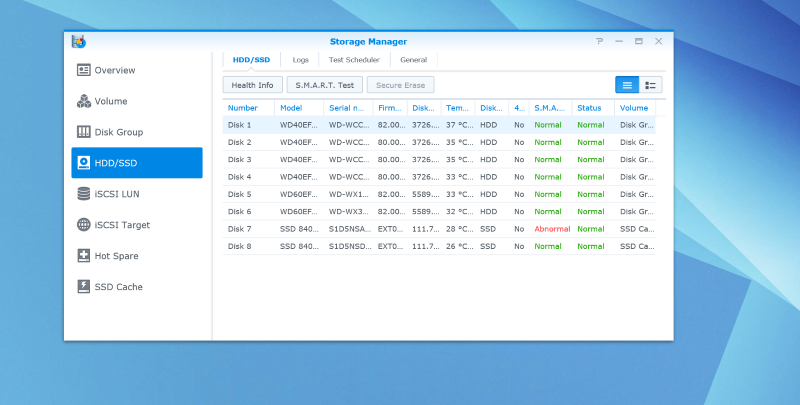 Storage Manager
Overview
Volume
Disk Group
HDD/SSD
iSCSI LUN
iSCSI Target
Hot Spare
SSD Cache
HDD/SSD Logs Test Scheduler General
Health Info S.M.A.R.T. Test Secure Erase
Number Model Serial n... Firm... Disk... Tem... Disk... 4... S.M.A.... Status Volume
Disk 1 WD40EF... WD-WCC... 82.00... 3726.... 37 °C... HDD No Normal Normal Disk Gr...
Disk 2 WD40EF... WD-WCC... 80.00... 3726.... 35 °C... HDD No Normal Normal Disk Gr...
Disk 3 WD40EF... WD-WCC... 80.00... 3726.... 35 °C... HDD No Normal Normal Disk Gr...
Disk 4 WD40EF... WD-WCC... 80.00... 3726.... 33 °C... HDD No Normal Normal Disk Gr...
Disk 5 WD60EF... WD-WX1... 82.00... 5589.... 33 °C... HDD No Normal Normal Disk Gr...
Disk 6 WD60EF... WD-WX3... 82.00... 5589.... 32 °C... HDD No Normal Normal Disk Gr...
Disk 7 SSD 840... S1D5NSA... EXT0... 111.7... 28 °C... SSD No Abnormal Normal SSD Ca...
Disk 8 SSD 840... S1D5NSD... EXT0... 111.7... 26 °C... SSD No Normal Normal SSD Ca...